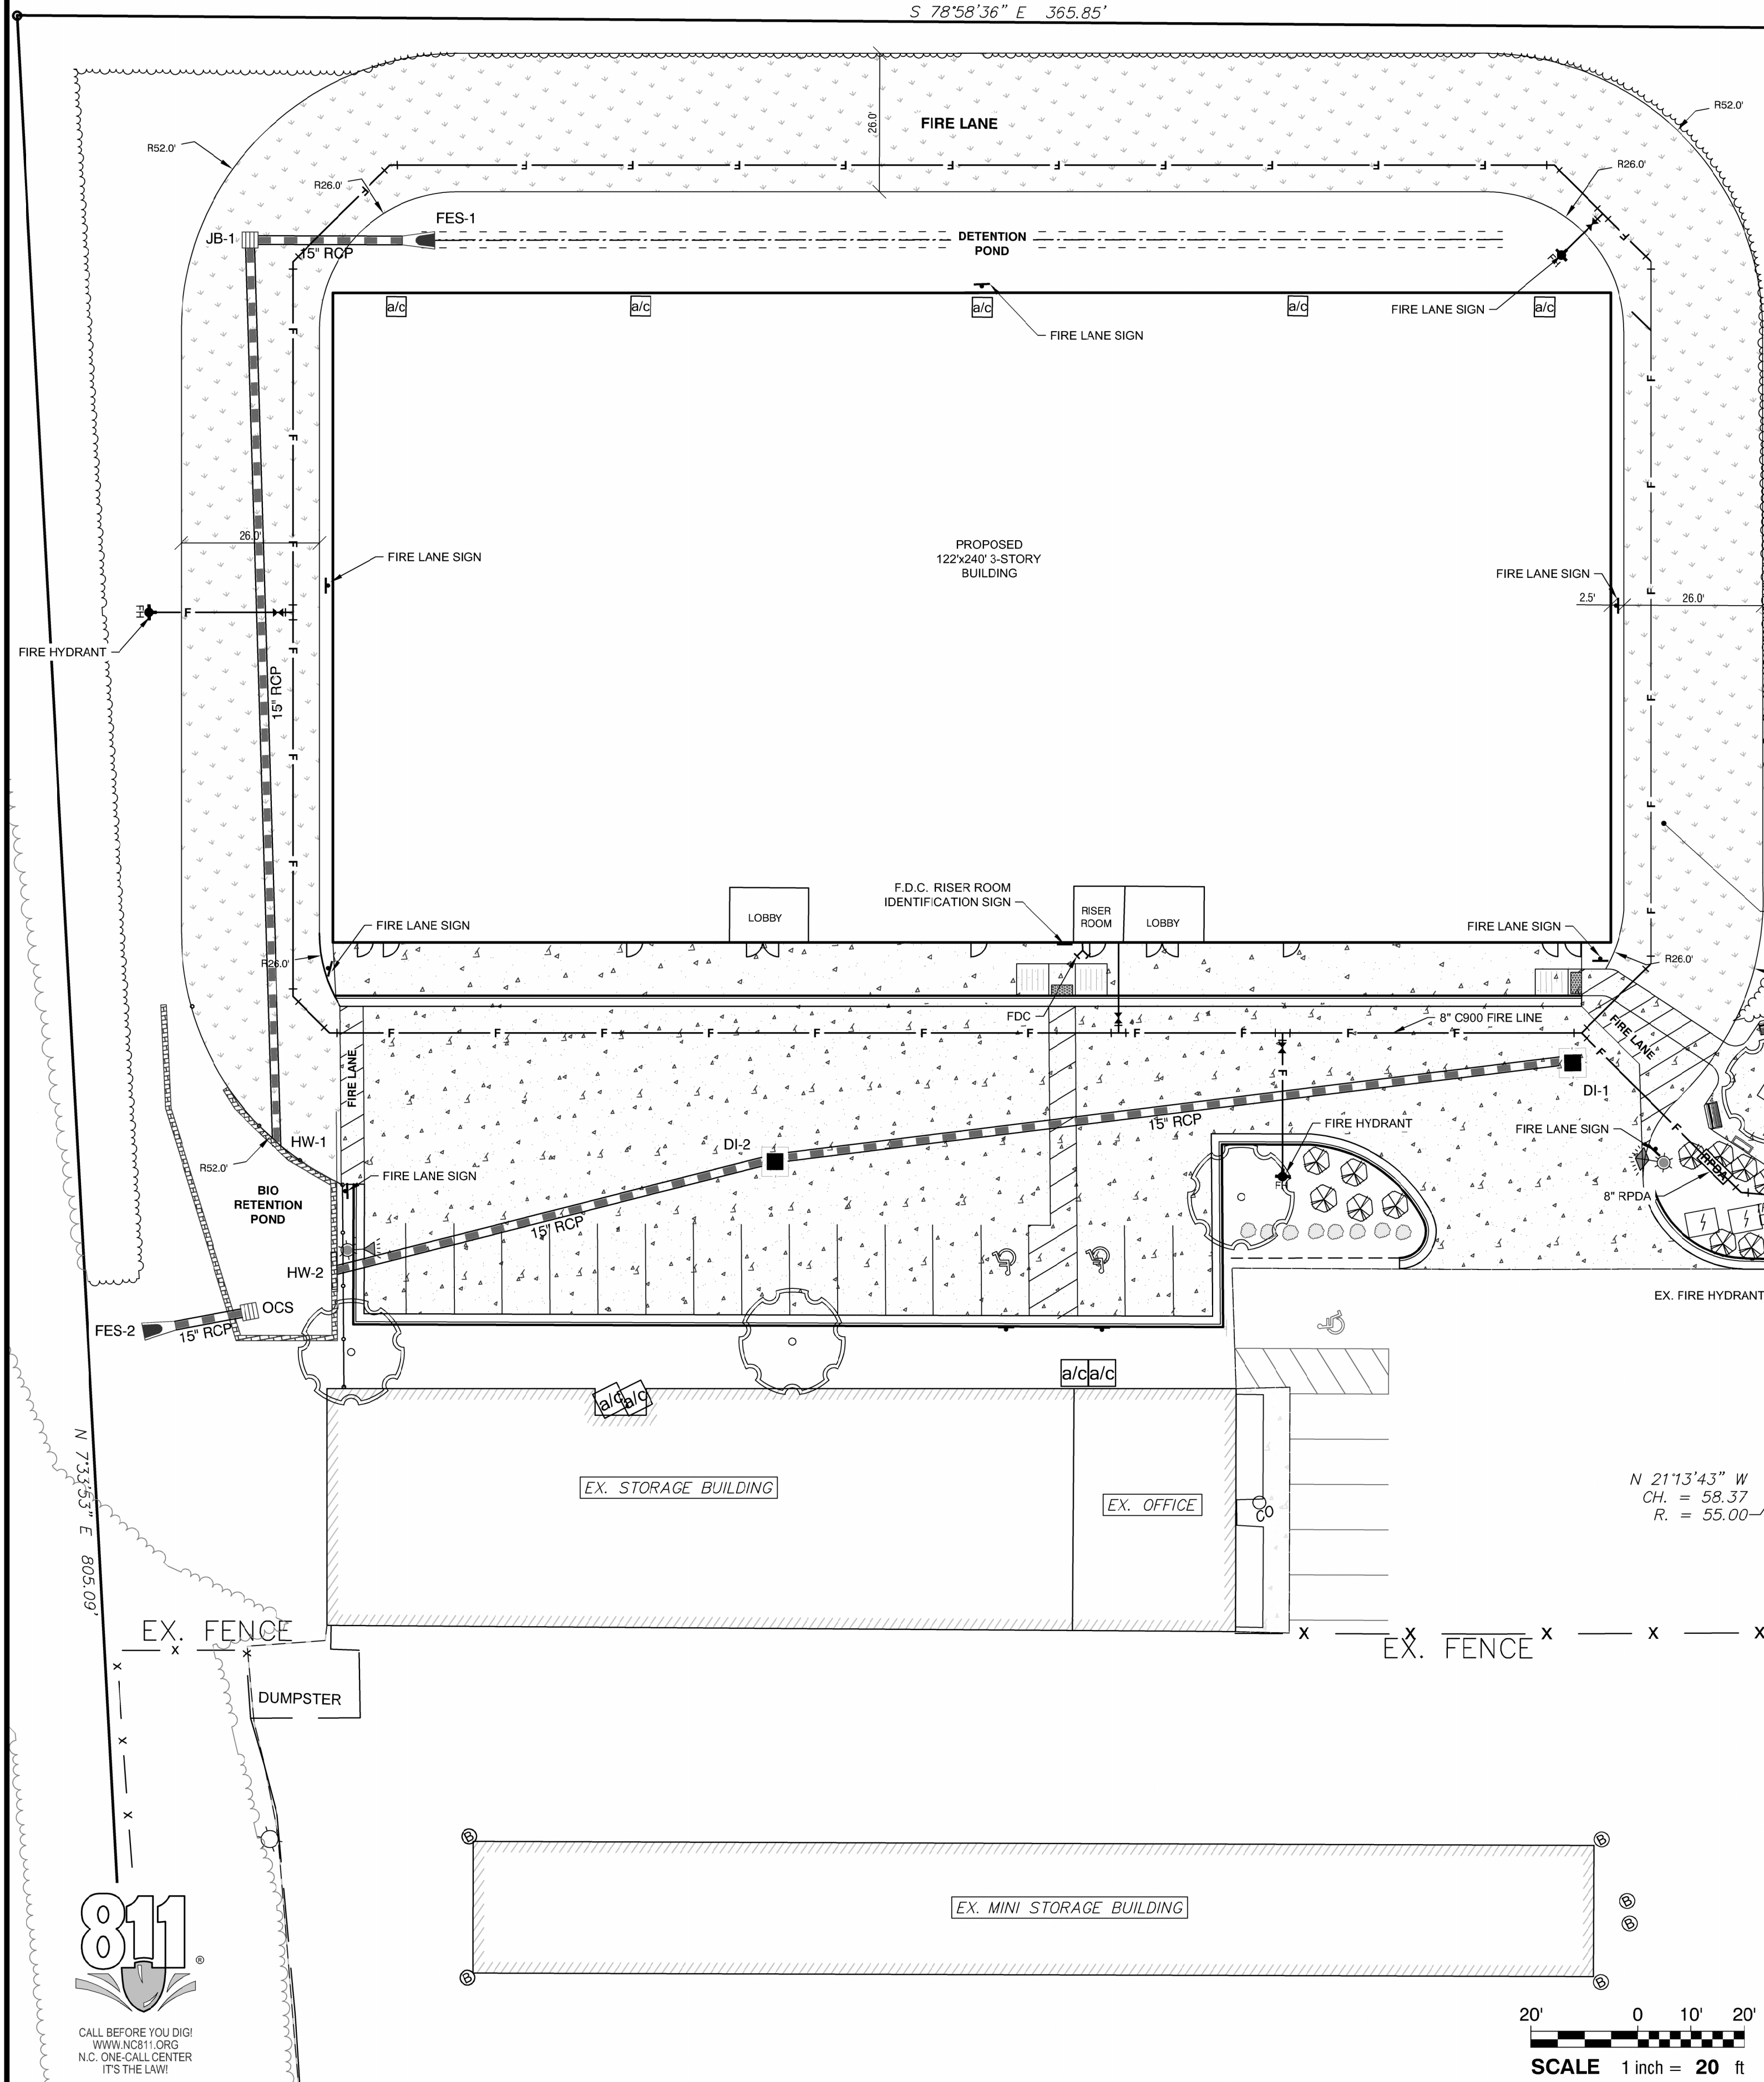 S 78°58'36" E 365.85'
R52.0'
R52.0'
26.0'
FIRE LANE
R26.0'
R26.0'
FES-1
JB-1
15" RCP
DETENTION
POND
FH
a/c
a/c
a/c
a/c
a/c
FIRE LANE SIGN
FIRE LANE SIGN
26.0'
FIRE LANE SIGN
PROPOSED
122'x240' 3-STORY
BUILDING
FIRE LANE SIGN
2.5'
26.0'
FH
F
FIRE HYDRANT
15" RCP
F.D.C. RISER ROOM
IDENTIFICATION SIGN
LOBBY
RISER
ROOM
LOBBY
FIRE LANE SIGN
FIRE LANE SIGN
R26.0'
R26.0'
FDC
8" C900 FIRE LINE
FIRE LANE
FIRE LANE
DI-1
15" RCP
HW-1
DI-2
FIRE HYDRANT
FIRE LANE SIGN
R52.0'
FIRE LANE SIGN
BIO
RETENTION
POND
FH
RPDA
8" RPDA
15" RCP
HW-2
OCS
FES-2
15" RCP
EX. FIRE HYDRANT
a/c a/c
a/c a/c
N 7°33'53" E 805.09'
EX. STORAGE BUILDING
EX. OFFICE
CO
N 21°13'43" W
CH. = 58.37
R. = 55.00
EX. FENCE
X X
X X X X
EX. FENCE
X
X
X
DUMPSTER
B
B
EX. MINI STORAGE BUILDING
B
B
B
B
811
®
CALL BEFORE YOU DIG!
WWW.NC811.ORG
N.C. ONE-CALL CENTER
IT'S THE LAW!
20' 0 10' 20'
SCALE 1 inch = 20 ft